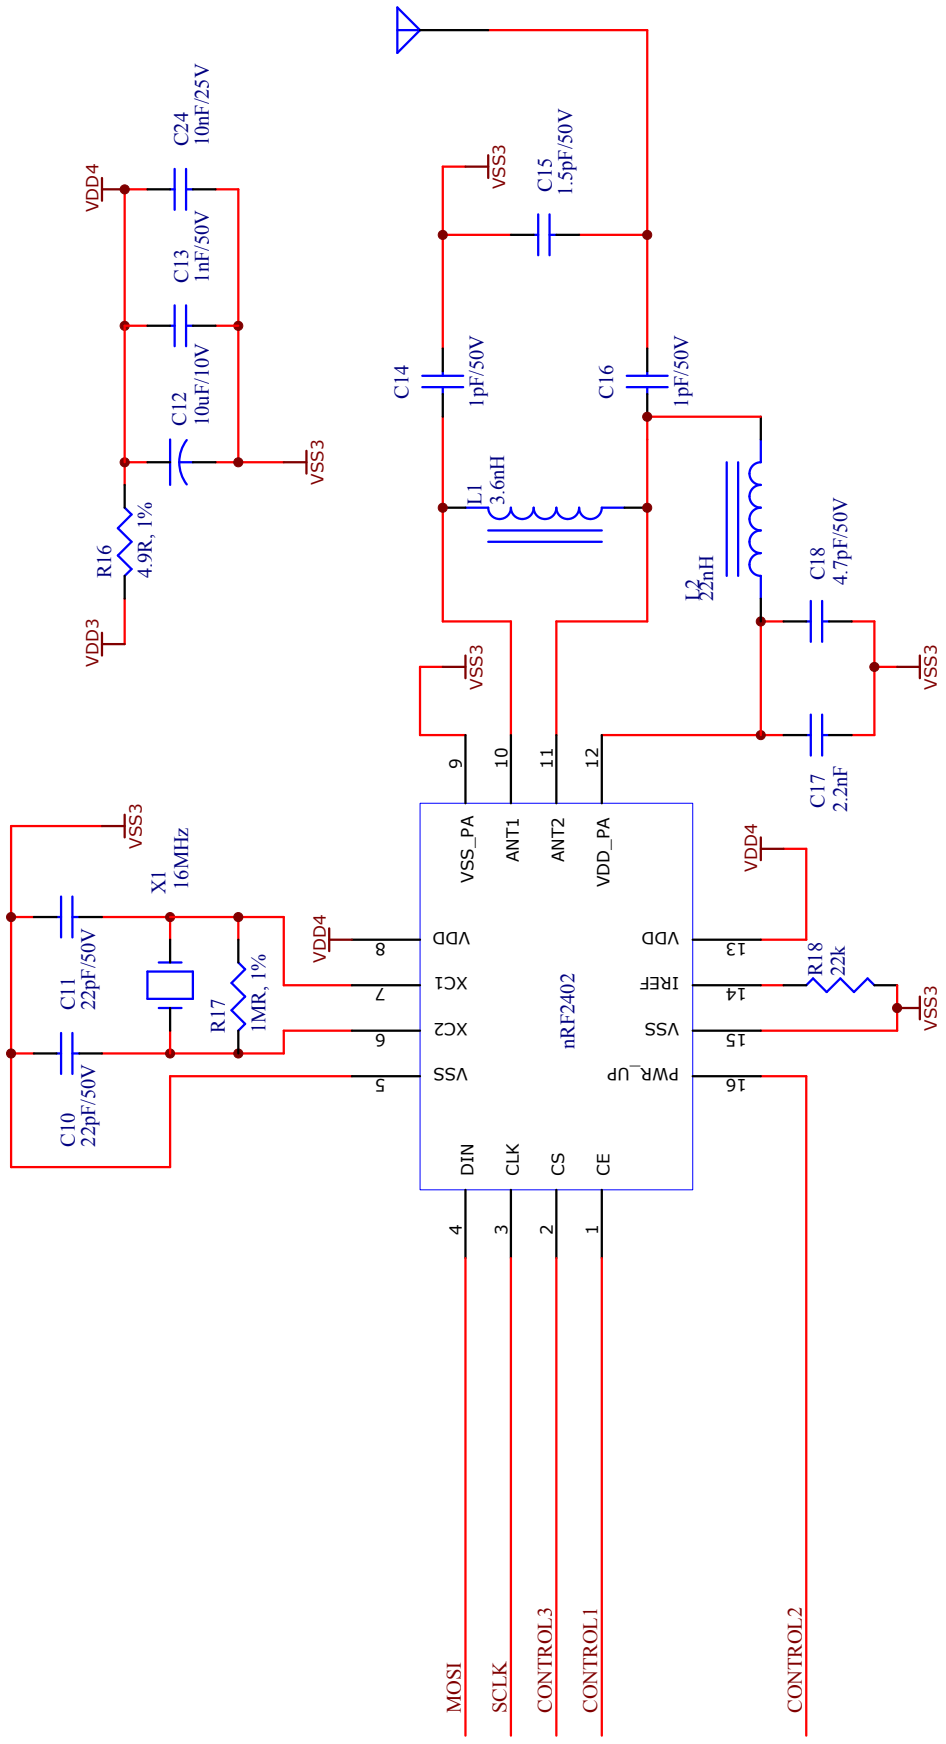 VDD3
R16
4.9R, 1%
VDD4
C12
10uF/10V
C13
1nF/50V
C24
10nF/25V
VSS3
C10
22pF/50V
C11
22pF/50V
VSS3
X1
16MHz
R17
1MR, 1%
VDD4
5
6
7
8
VSS
XC2
XC1
VDD
MOSI
4
DIN
SCLK
3
CLK
CONTROL3
2
CS
CONTROL1
1
CE
nRF2402
VSS_PA
9
VSS3
ANT1
10
ANT2
11
VDD_PA
12
L1
3.6nH
C14
1pF/50V
VSS3
C15
1.5pF/50V
C16
1pF/50V
L2
22nH
C17
2.2nF
C18
4.7pF/50V
VSS3
PWR_UP
VSS
IREF
VDD
16
15
14
13
VDD4
R18
22k
VSS3
CONTROL2